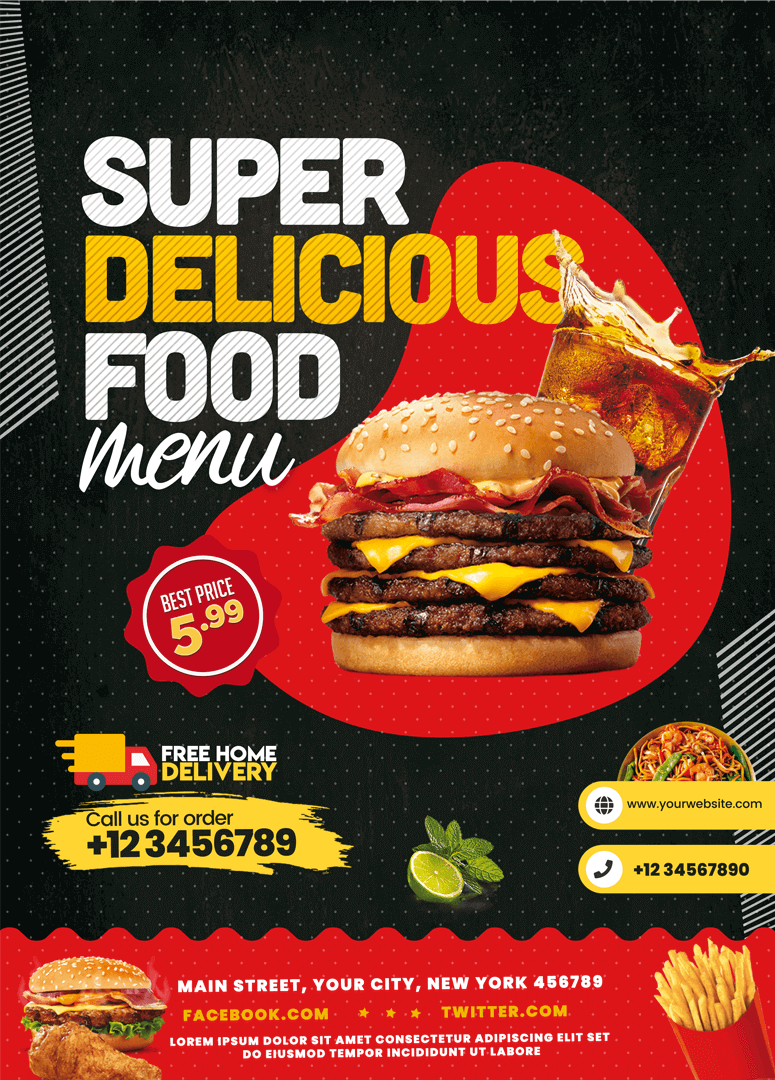 SUPER
DELICIOUS
FOOD
menu
BEST PRICE
5.99
FREE HOME
DELIVERY
Call us for order
+12 3456789
www.yourwebsite.com
+12 34567890
MAIN STREET, YOUR CITY, NEW YORK 456789
FACEBOOK.COM ★ ★ ★ TWITTER.COM
LOREM IPSUM DOLOR SIT AMET CONSECTETUR ADIPISCING ELIT SET
DO EIUSMOD TEMPOR INCIDIDUNT UT LABORE